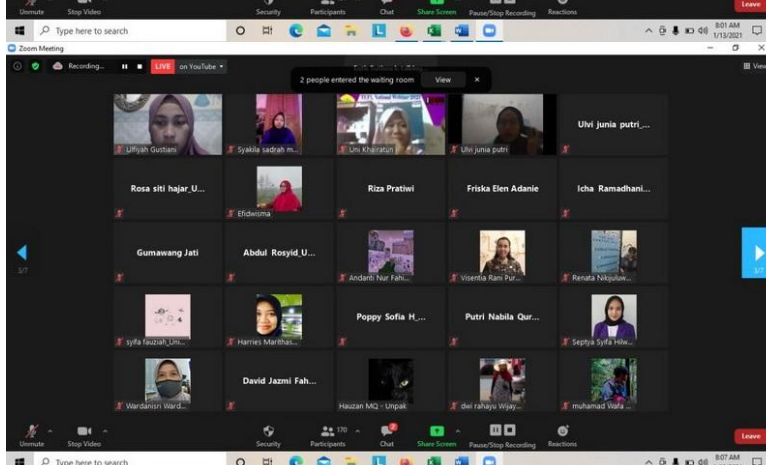 Unmute Stop Video Security Participants Chat Share Screen Pause/Stop Recording Reactions Leave
Type here to search 8:01 AM
1/13/2021
Zoom Meeting
Recording... LIVE on YouTube View
2 people entered the waiting room View
Ulfiyah Gustiani Syakila sadrah m... Uni Khairatun Ulvi junia putri Ulvi junia putri_...
Rosa siti hajar_U... Efidwisma Riza Pratiwi Friska Elen Adanie Icha Ramadhani...
Gumawang Jati Abdul Rosyid_U... Andanti Nur Fahi... Visentia Rani Pur... Renata Nikijuluw...
3/7 3/7
syifa fauziah_Uni... Harries Marithas... Poppy Sofia H_... Putri Nabila Qur... Septya Syifa Hilw...
Wardanisri Ward... David Jazmi Fah... Hauzan MQ - Unpak dwi rahayu Wijay... muhamad Wafa ...
Unmute Stop Video Security 170 Participants 2 Chat Share Screen Pause/Stop Recording Reactions Leave
Type here to search 8:07 AM